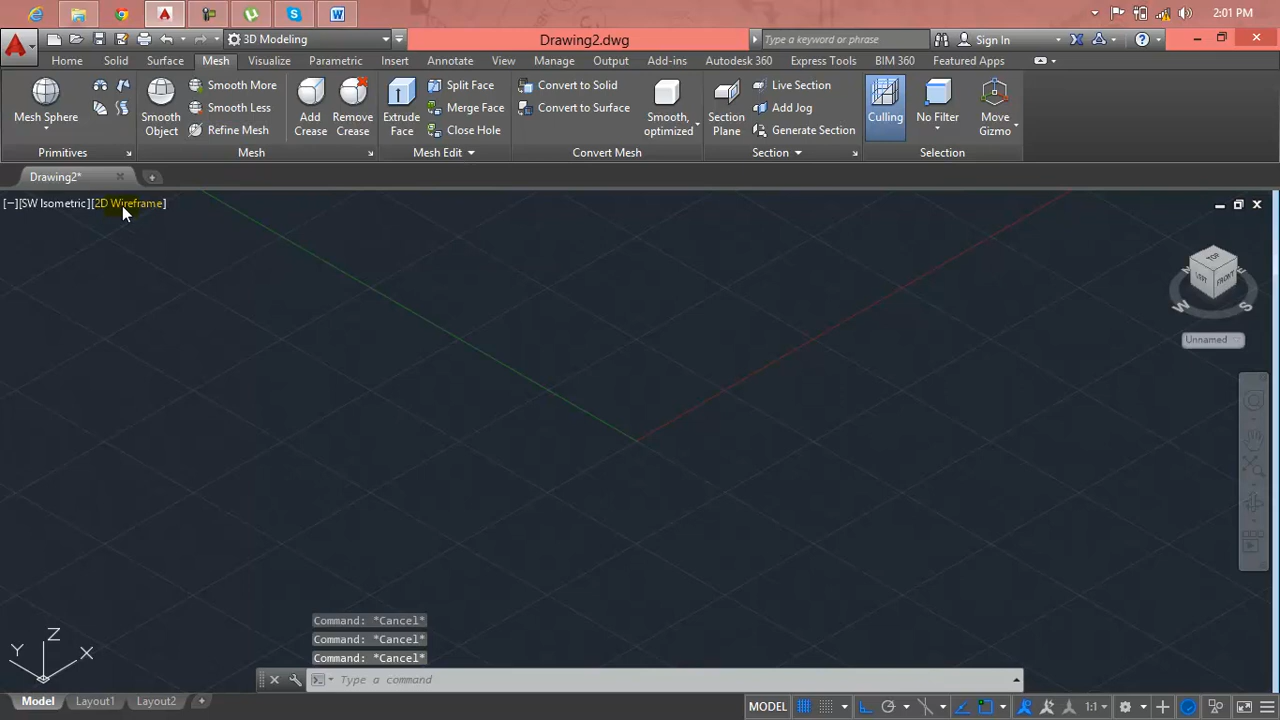 2:01 PM
3D Modeling
Drawing2.dwg
Type a keyword or phrase
Sign In
Home Solid Surface Mesh Visualize Parametric Insert Annotate View Manage Output Add-ins Autodesk 360 Express Tools BIM 360 Featured Apps
Mesh Sphere
Primitives
Smooth Object
Smooth More
Smooth Less
Refine Mesh
Mesh
Add Crease
Remove Crease
Extrude Face
Split Face
Merge Face
Close Hole
Mesh Edit
Convert to Solid
Convert to Surface
Smooth, optimized
Convert Mesh
Section Plane
Live Section
Add Jog
Generate Section
Section
Culling
No Filter
Move Gizmo
Selection
Drawing2*
[−][SW Isometric][2D Wireframe]
TOP
LEFT FRONT
N E
W S
Unnamed
Command: *Cancel*
Command: *Cancel*
Command: *Cancel*
Type a command
Z
Y
X
Model Layout1 Layout2
MODEL
1:1